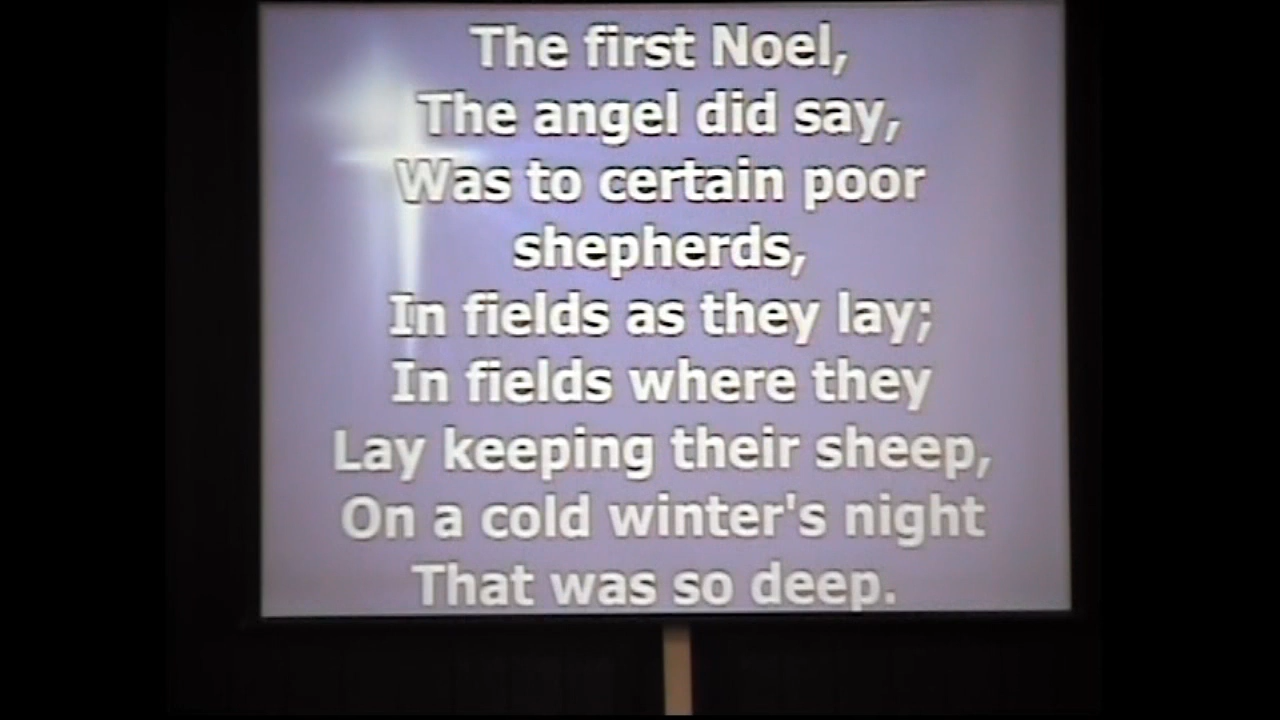 The first Noel,
The angel did say,
Was to certain poor
shepherds,
In fields as they lay;
In fields where they
Lay keeping their sheep,
On a cold winter's night
That was so deep.